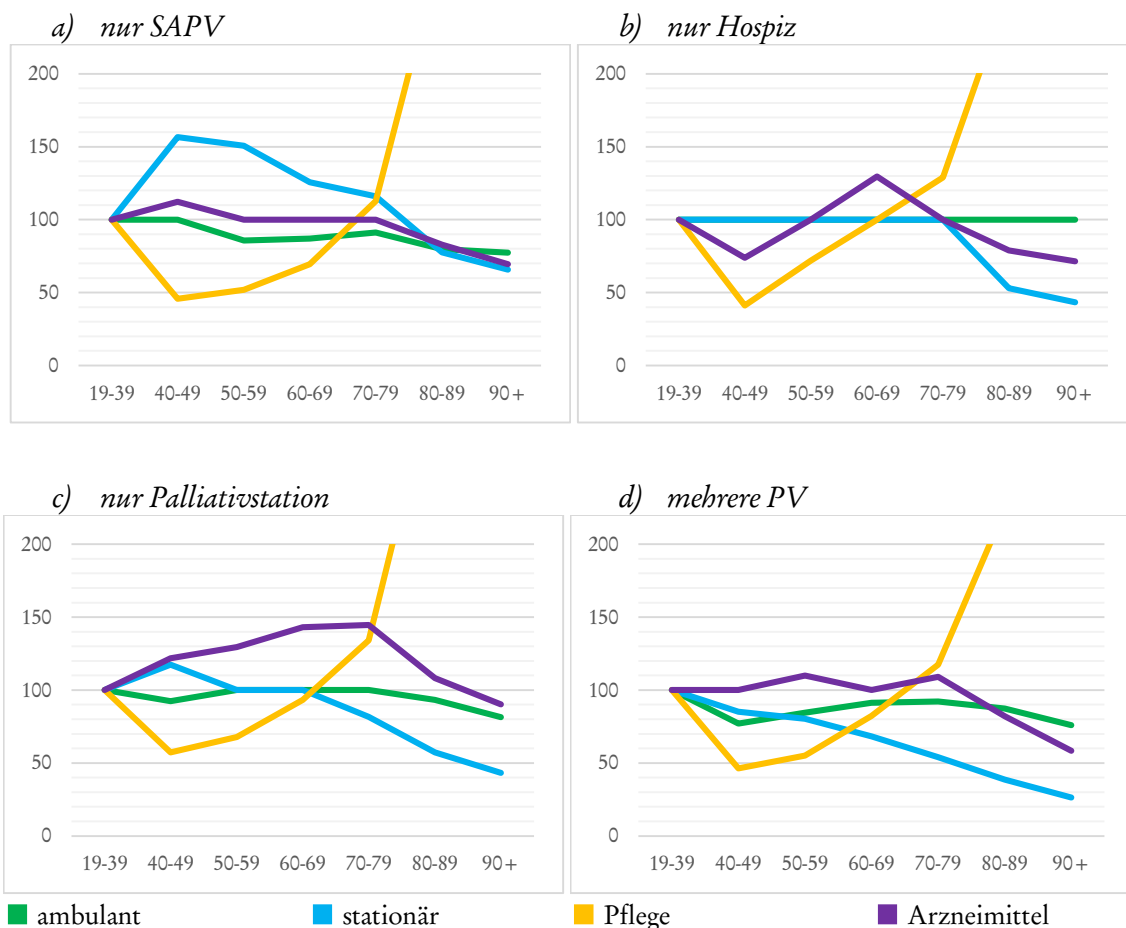 a) nur SAPV
200
150
100
50
0
19-39 40-49 50-59 60-69 70-79 80-89 90+
b) nur Hospiz
200
150
100
50
0
19-39 40-49 50-59 60-69 70-79 80-89 90+
c) nur Palliativstation
200
150
100
50
0
19-39 40-49 50-59 60-69 70-79 80-89 90+
d) mehrere PV
200
150
100
50
0
19-39 40-49 50-59 60-69 70-79 80-89 90+
ambulant stationär Pflege Arzneimittel